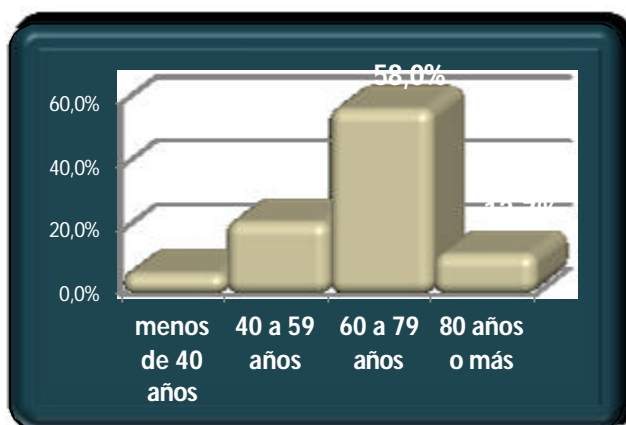 58,0%
60,0%
40,0%
20,0%
0,0%
menos
de 40
años
40 a 59
años
60 a 79
años
80 años
o más